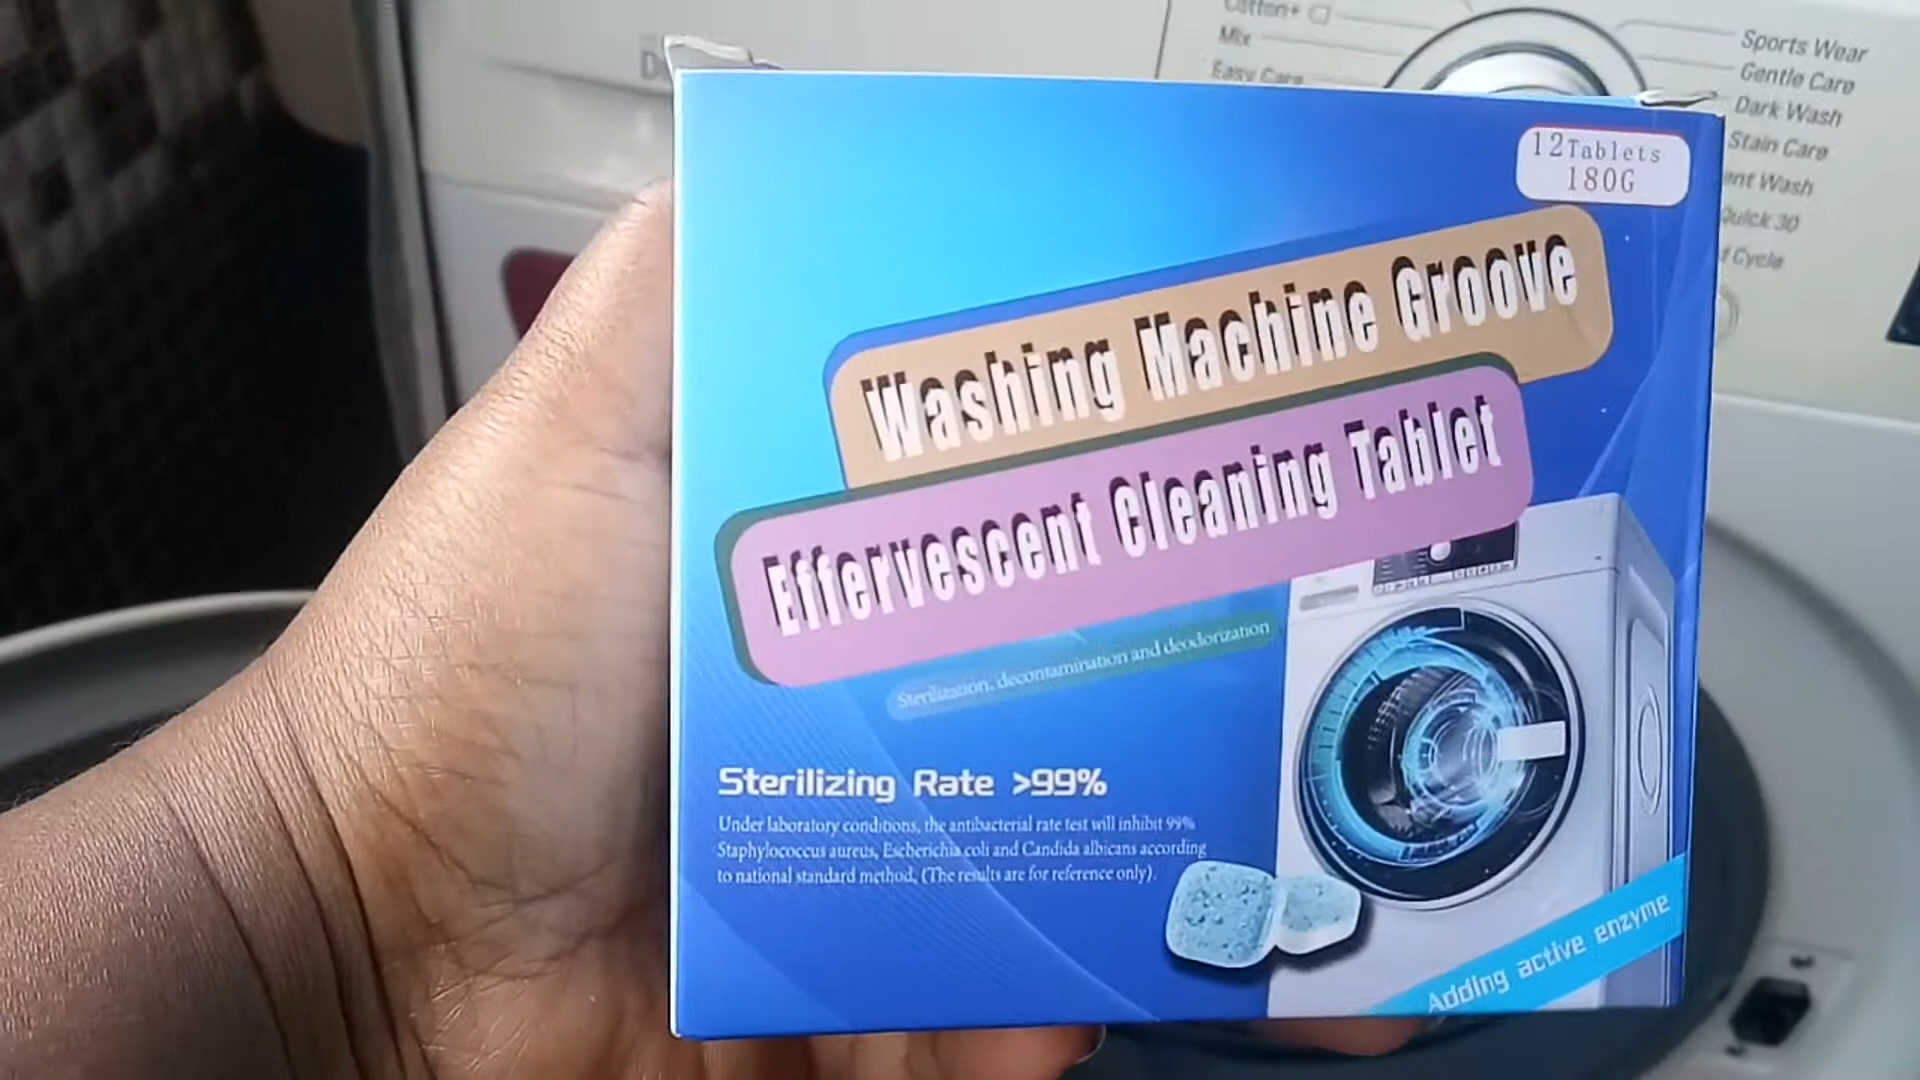 Cotton+
Mix
Easy Care
Sports Wear
Gentle Care
Dark Wash
Stain Care
Wash
Quick 30
Cycle
12Tablets
180G
Washing Machine Groove
Effervescent Cleaning Tablet
Sterilization, decontamination and deodorization
Sterilizing Rate >99%
Under laboratory conditions, the antibacterial rate test will inhibit 99%
Staphylococcus aureus, Escherichia coli and Candida albicans according
to national standard method, (The results are for reference only).
Adding active enzyme